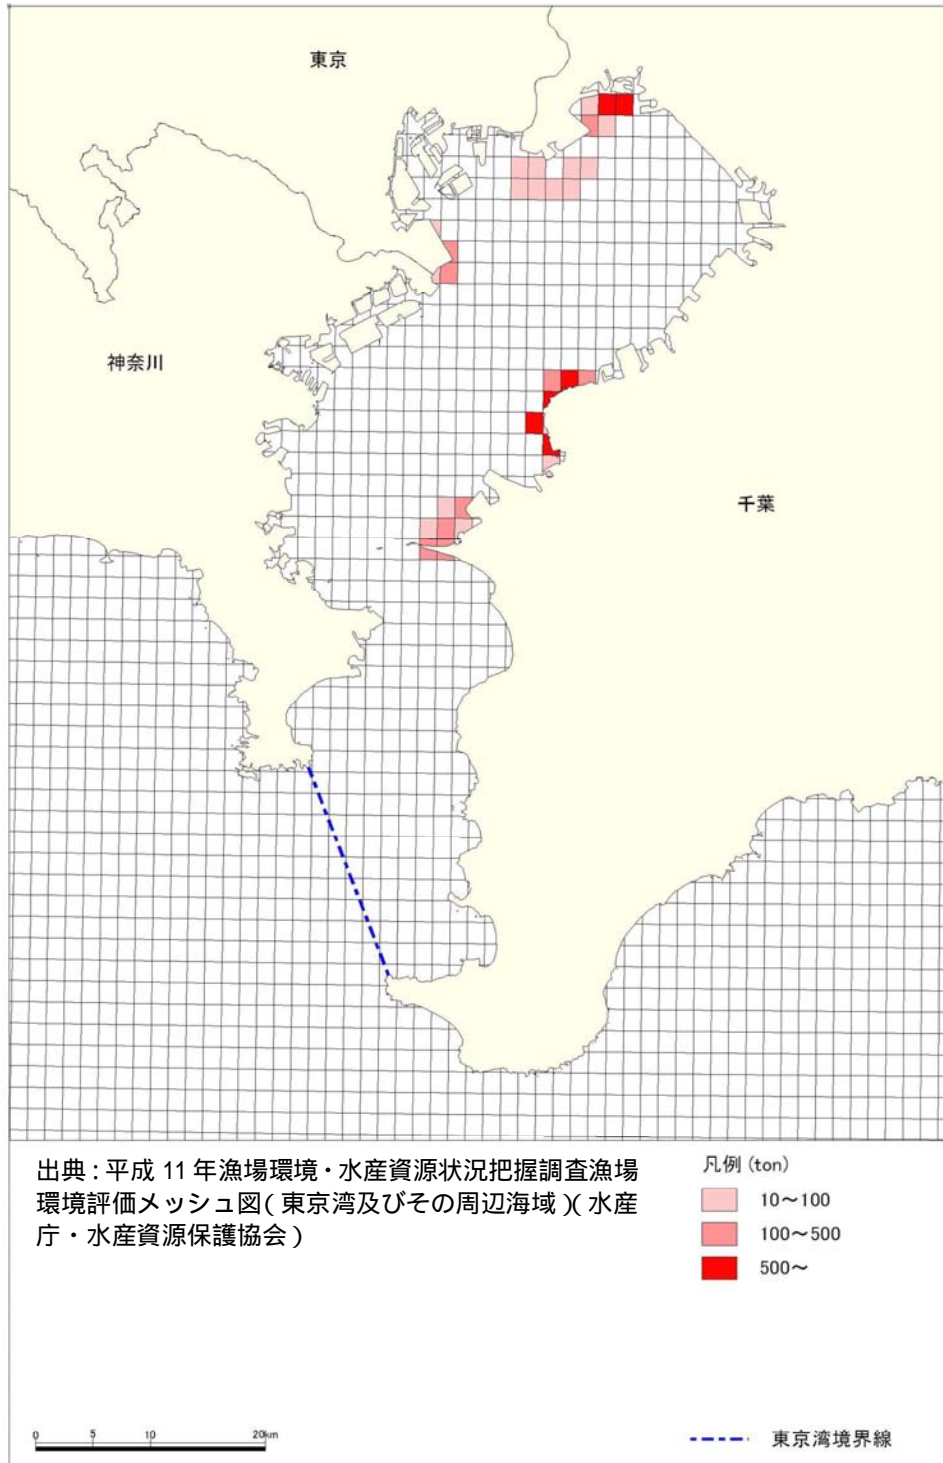 東京
神奈川
千葉
出典：平成 11 年漁場環境・水産資源状況把握調査漁場
環境評価メッシュ図（東京湾及びその周辺海域）（水産
庁・水産資源保護協会）
凡例 (ton)
10～100
100～500
500～
0 5 10 20km
東京湾境界線